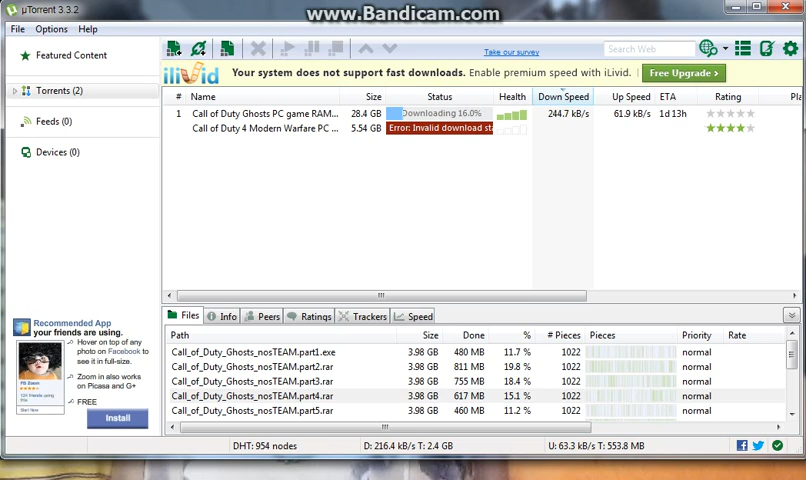 µTorrent 3.3.2
www.Bandicam.com
File Options Help
Take our survey
Search Web
iLivid
Your system does not support fast downloads. Enable premium speed with iLivid.
Free Upgrade >
Featured Content
Torrents (2)
Feeds (0)
Devices (0)
# Name Size Status Health Down Speed Up Speed ETA Rating Pla
1 Call of Duty Ghosts PC game RAM... 28.4 GB Downloading 16.0% 244.7 kB/s 61.9 kB/s 1d 13h
Call of Duty 4 Modern Warfare PC ... 5.54 GB Error: Invalid download sta
Files Info Peers Ratings Trackers Speed
Path Size Done % # Pieces Pieces Priority Rate
Call_of_Duty_Ghosts_nosTEAM.part1.exe 3.98 GB 480 MB 11.7 % 1022 normal
Call_of_Duty_Ghosts_nosTEAM.part2.rar 3.98 GB 811 MB 19.8 % 1022 normal
Call_of_Duty_Ghosts_nosTEAM.part3.rar 3.98 GB 755 MB 18.4 % 1022 normal
Call_of_Duty_Ghosts_nosTEAM.part4.rar 3.98 GB 617 MB 15.1 % 1022 normal
Call_of_Duty_Ghosts_nosTEAM.part5.rar 3.98 GB 460 MB 11.2 % 1022 normal
Recommended App
your friends are using.
Hover on top of any
photo on Facebook to
see it in full-size.
Zoom in also works
on Picasa and G+
FREE
Install
DHT: 954 nodes D: 216.4 kB/s T: 2.4 GB U: 63.3 kB/s T: 553.8 MB